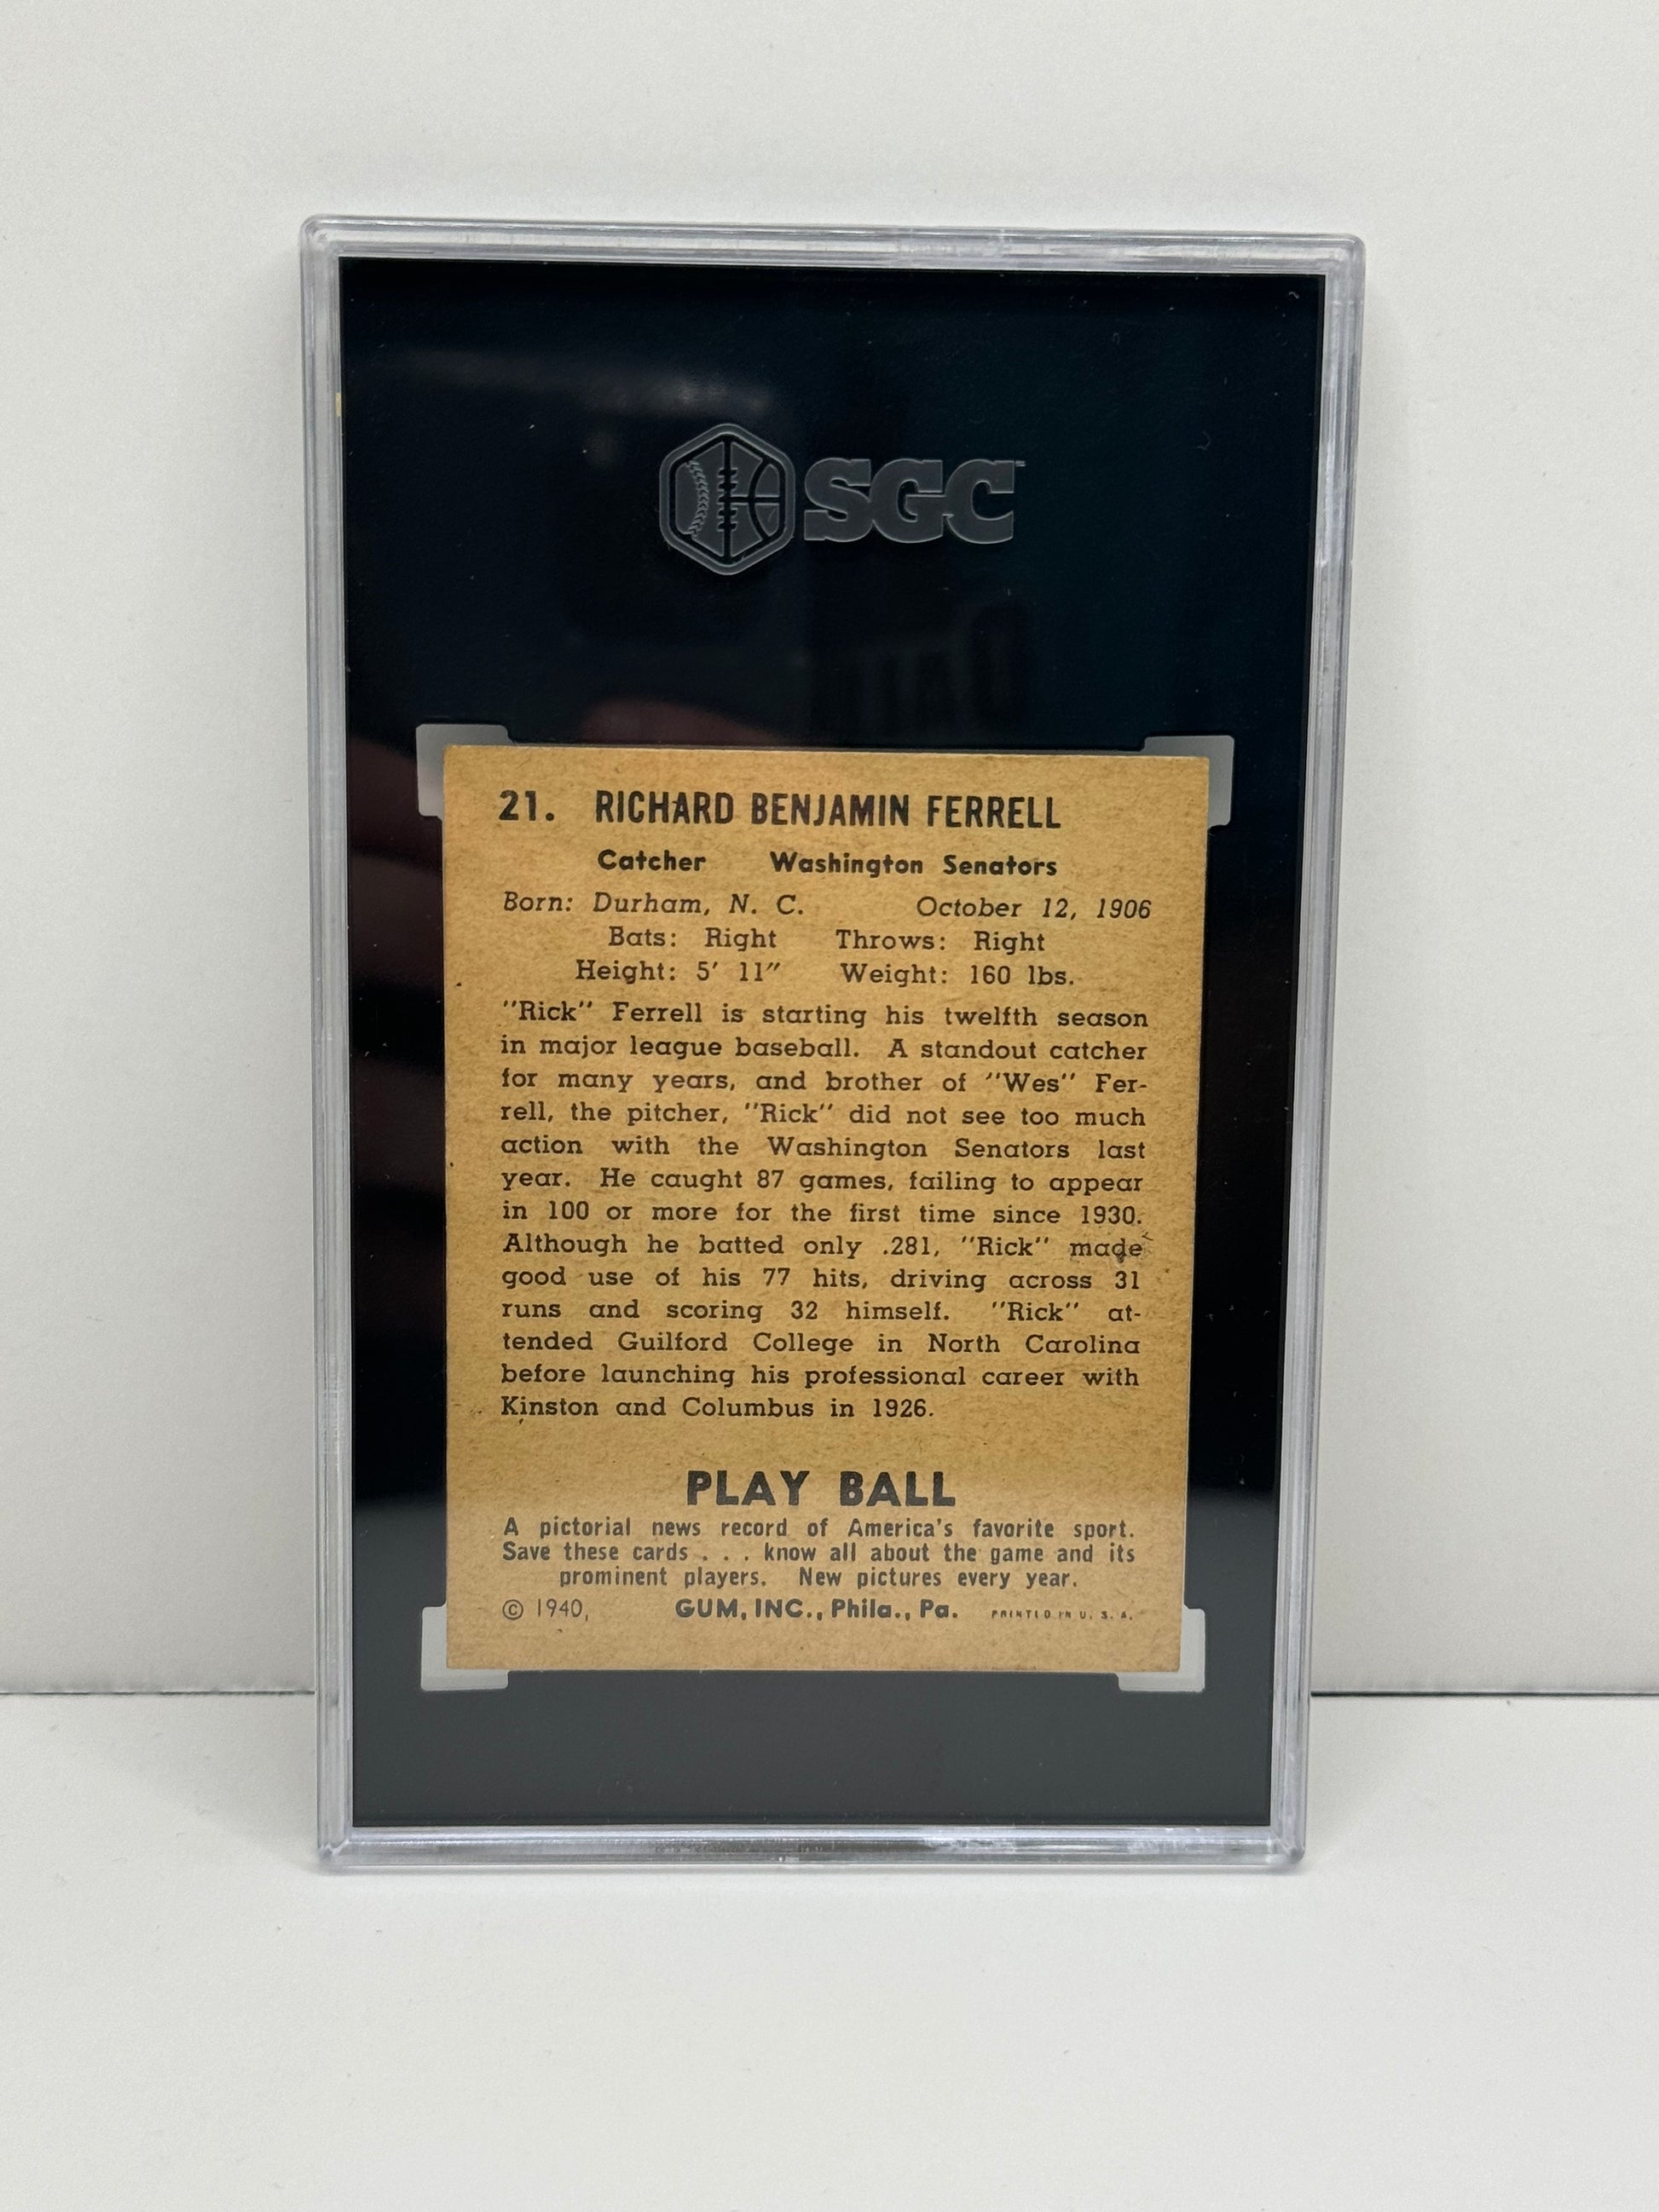 SGC
21. RICHARD BENJAMIN FERRELL
Catcher Washington Senators
Born: Durham, N. C. October 12, 1906
Bats: Right Throws: Right
Height: 5' 11" Weight: 160 lbs.
"Rick" Ferrell is starting his twelfth season
in major league baseball. A standout catcher
for many years, and brother of "Wes" Fer-
rell, the pitcher, "Rick" did not see too much
action with the Washington Senators last
year. He caught 87 games, failing to appear
in 100 or more for the first time since 1930.
Although he batted only .281, "Rick" made
good use of his 77 hits, driving across 31
runs and scoring 32 himself. "Rick" at-
tended Guilford College in North Carolina
before launching his professional career with
Kinston and Columbus in 1926.
PLAY BALL
A pictorial news record of America's favorite sport.
Save these cards . . . know all about the game and its
prominent players. New pictures every year.
© 1940, GUM, INC., Phila., Pa. PRINTED IN U. S. A.